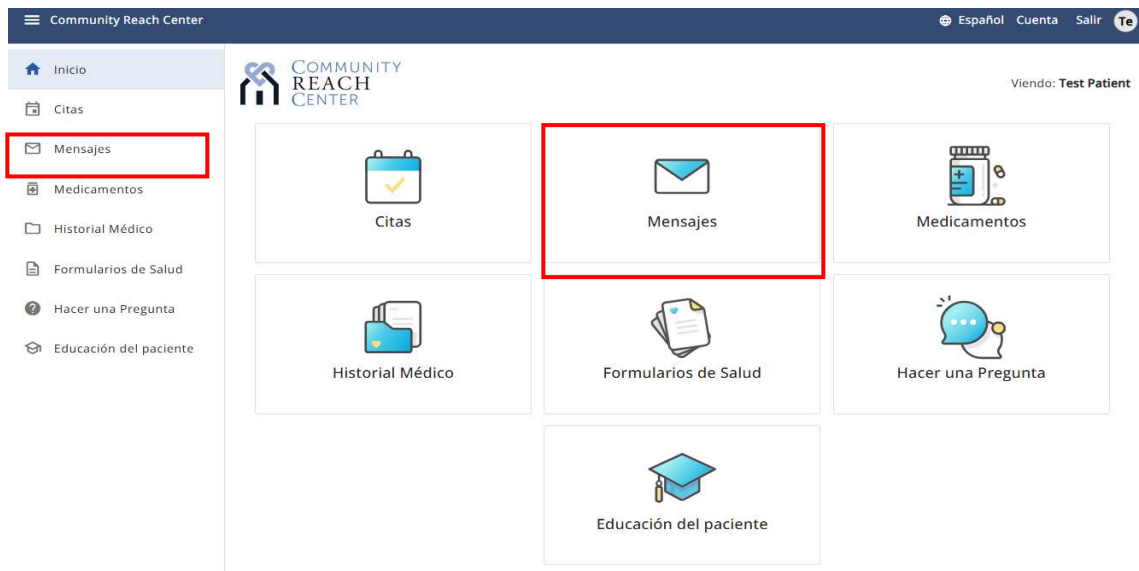 Community Reach Center
Español Cuenta Salir Te
Inicio
Citas
Mensajes
Medicamentos
Historial Médico
Formularios de Salud
Hacer una Pregunta
Educación del paciente
COMMUNITY
REACH
CENTER
Viendo: Test Patient
Citas
Mensajes
Medicamentos
Historial Médico
Formularios de Salud
Hacer una Pregunta
Educación del paciente